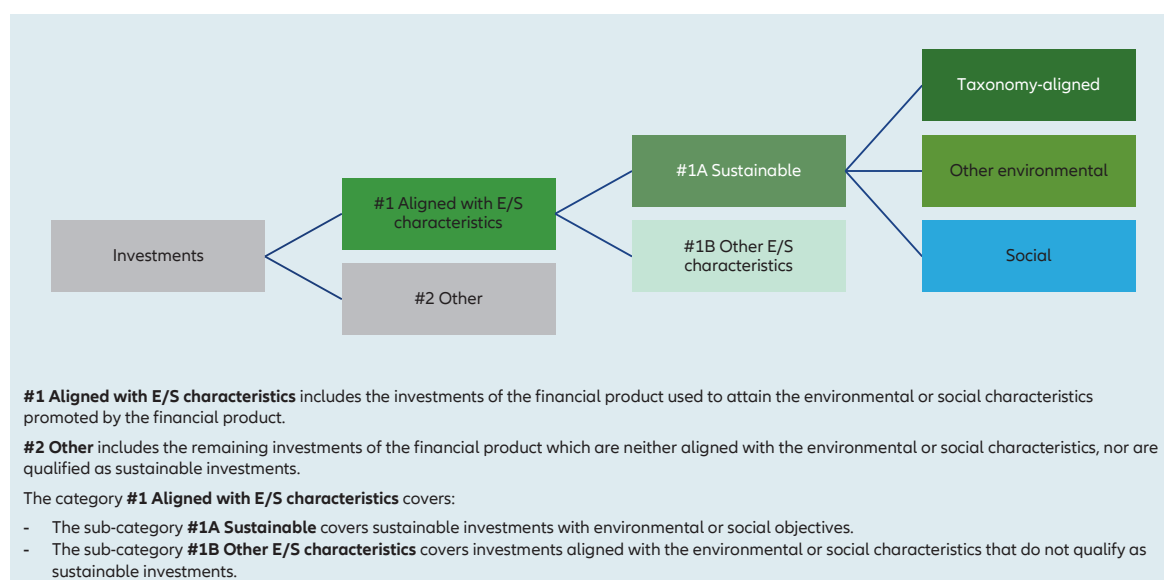 Taxonomy-aligned
#1A Sustainable
Other environmental
#1 Aligned with E/S
characteristics
Investments
#1B Other E/S
characteristics
Social
#2 Other
#1 Aligned with E/S characteristics includes the investments of the financial product used to attain the environmental or social characteristics
promoted by the financial product.
#2 Other includes the remaining investments of the financial product which are neither aligned with the environmental or social characteristics, nor are
qualified as sustainable investments.
The category #1 Aligned with E/S characteristics covers:
- The sub-category #1A Sustainable covers sustainable investments with environmental or social objectives.
- The sub-category #1B Other E/S characteristics covers investments aligned with the environmental or social characteristics that do not qualify as
sustainable investments.